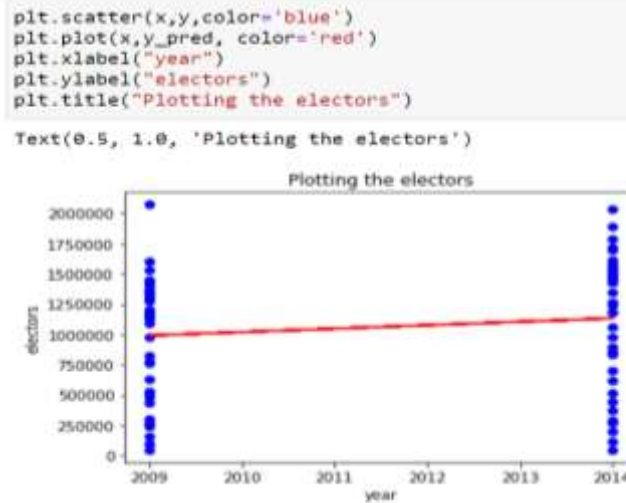 plt.scatter(x,y,color='blue')
plt.plot(x,y_pred, color='red')
plt.xlabel("year")
plt.ylabel("electors")
plt.title("Plotting the electors")
Text(0.5, 1.0, 'Plotting the electors')
Plotting the electors
2000000
1750000
1500000
1250000
1000000
750000
500000
250000
0
electors
2009 2010 2011 2012 2013 2014
year